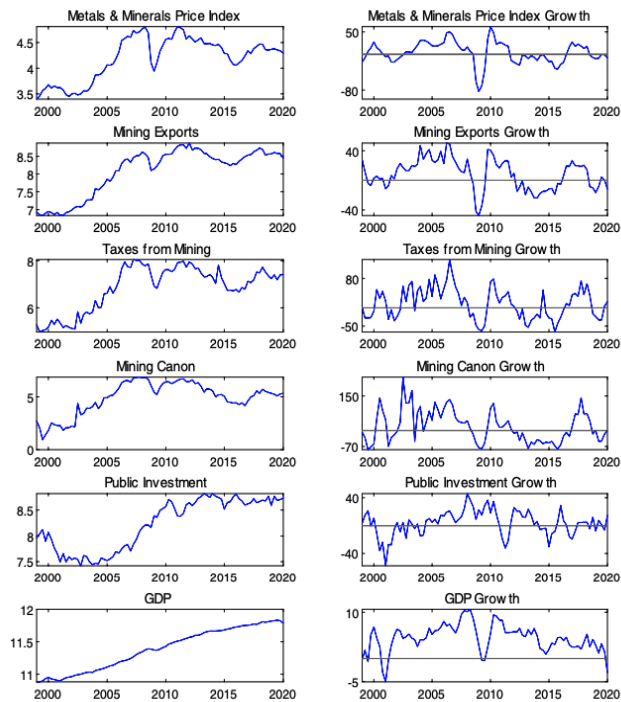 Metals & Minerals Price Index
4.5
4
3.5
2000 2005 2010 2015 2020
Metals & Minerals Price Index Growth
50
-80
2000 2005 2010 2015 2020
Mining Exports
8.5
8
7.5
7
2000 2005 2010 2015 2020
Mining Exports Growth
40
-40
2000 2005 2010 2015 2020
Taxes from Mining
8
6
2000 2005 2010 2015 2020
Taxes from Mining Growth
80
-50
2000 2005 2010 2015 2020
Mining Canon
5
0
2000 2005 2010 2015 2020
Mining Canon Growth
150
-70
2000 2005 2010 2015 2020
Public Investment
8.5
8
7.5
2000 2005 2010 2015 2020
Public Investment Growth
40
-40
2000 2005 2010 2015 2020
GDP
12
11.5
11
2000 2005 2010 2015 2020
GDP Growth
10
-5
2000 2005 2010 2015 2020